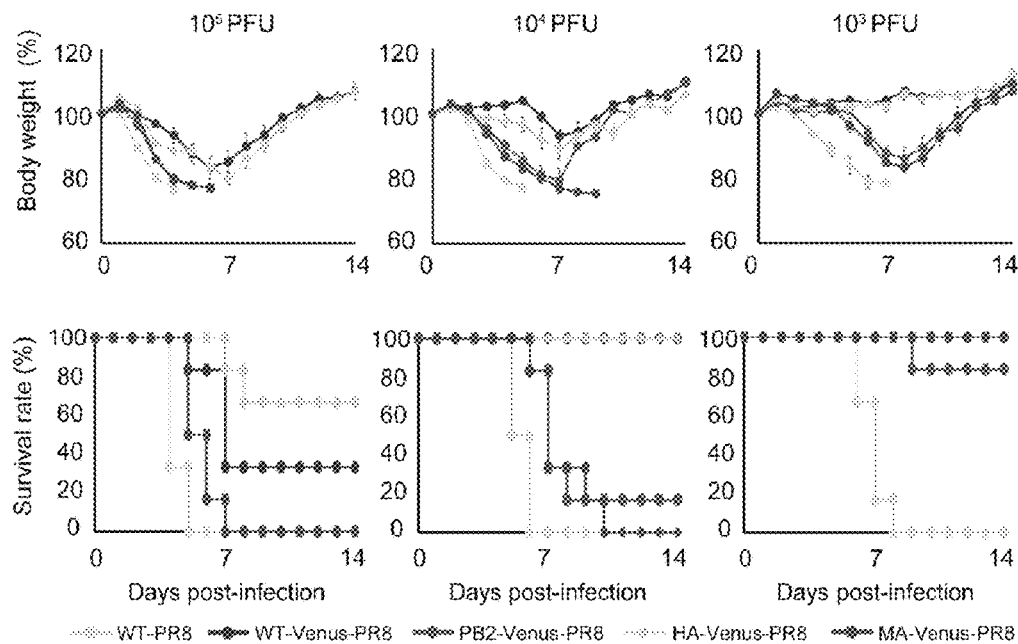 10⁵ PFU 10⁴ PFU 10³ PFU
Body weight (%)
120 120 120
100 100 100
80 80 80
60 60 60
0 7 14 0 7 14 0 7 14
Survival rate (%)
100 100 100
80 80 80
60 60 60
40 40 40
20 20 20
0 0 0
0 7 14 0 7 14 0 7 14
Days post-infection Days post-infection Days post-infection
WT-PR8 WT-Venus-PR8 PB2-Venus-PR8 HA-Venus-PR8 MA-Venus-PR8